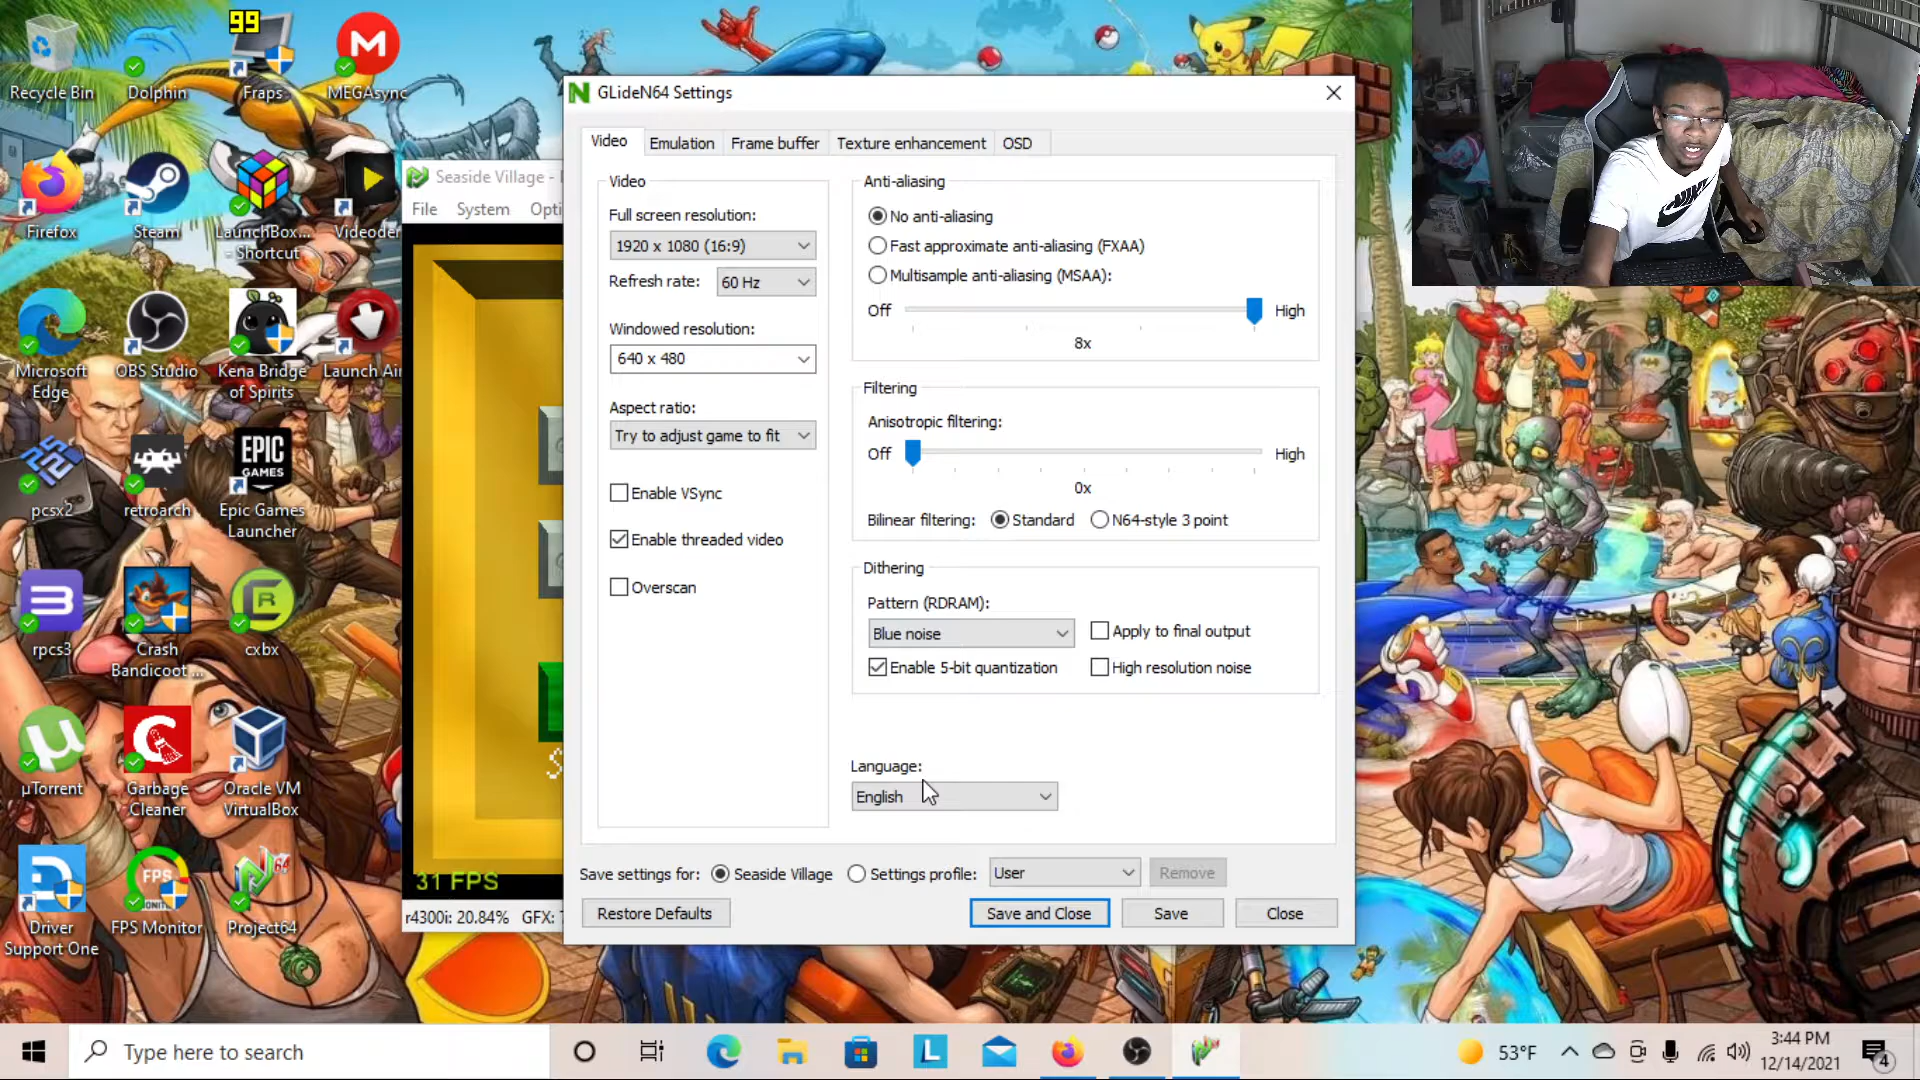 99
Recycle Bin
Dolphin
Fraps
MEGAsync
Firefox
Steam
LaunchBox...
- Shortcut
Videoder
Microsoft
Edge
OBS Studio
Kena Bridge
of Spirits
Launch Air
pcsx2
retroarch
EPIC
GAMES
Epic Games
Launcher
rpcs3
Crash
Bandicoot ...
cxbx
µTorrent
Garbage
Cleaner
Oracle VM
VirtualBox
Driver
Support One
FPS
FPS Monitor
64
Project64
Seaside Village -
File
System
Opti
31 FPS
r4300i: 20.84%
GFX:
GLideN64 Settings
Video
Emulation
Frame buffer
Texture enhancement
OSD
Video
Full screen resolution:
1920 x 1080 (16:9)
Refresh rate:
60 Hz
Windowed resolution:
640 x 480
Aspect ratio:
Try to adjust game to fit
Enable VSync
Enable threaded video
Overscan
Anti-aliasing
No anti-aliasing
Fast approximate anti-aliasing (FXAA)
Multisample anti-aliasing (MSAA):
Off
High
8x
Filtering
Anisotropic filtering:
Off
High
0x
Bilinear filtering:
Standard
N64-style 3 point
Dithering
Pattern (RDRAM):
Blue noise
Apply to final output
Enable 5-bit quantization
High resolution noise
Language:
English
Save settings for:
Seaside Village
Settings profile:
User
Remove
Restore Defaults
Save and Close
Save
Close
NIKE
Type here to search
L
53°F
3:44 PM
12/14/2021
4